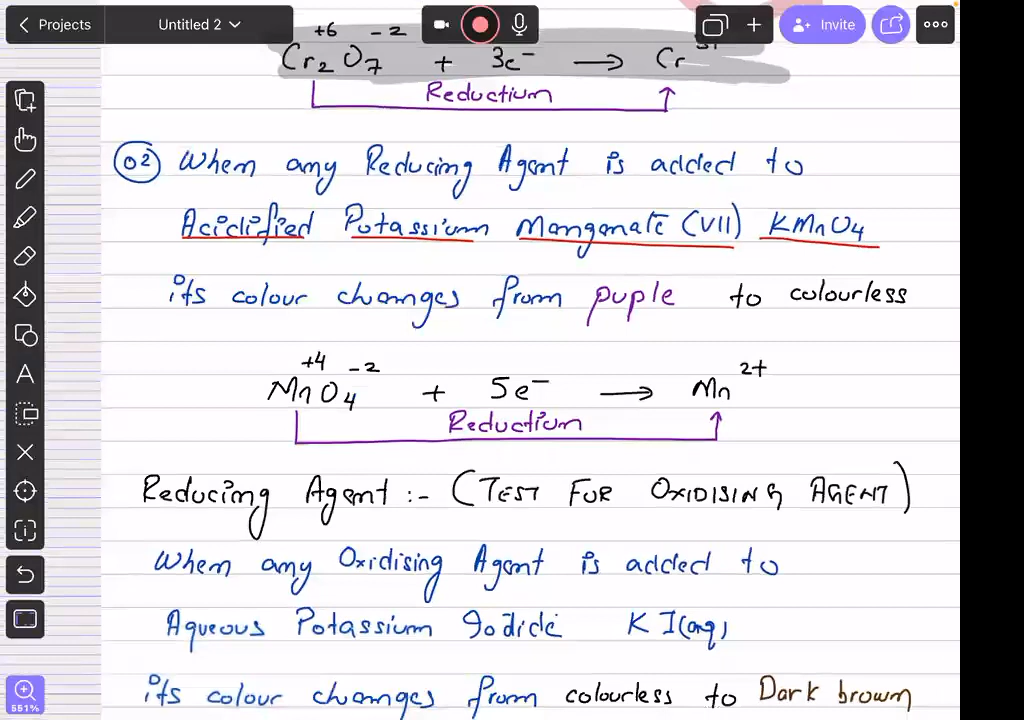 Projects
Untitled 2
Invite
+6 -2
Cr2O7 + 3e⁻ → Cr³⁺
Reduction
02 When any Reducing Agent is added to
Acidified Potassium Manganate (VII) KMnO4
its colour changes from puple to colourless
+4 -2
MnO4 + 5e⁻ → Mn²⁺
Reduction
Reducing Agent :- (TEST FOR OXIDISING AGENT)
When any Oxidising Agent is added to
Aqueous Potassium Iodide KI(aq)
its colour changes from colourless to Dark brown
551%